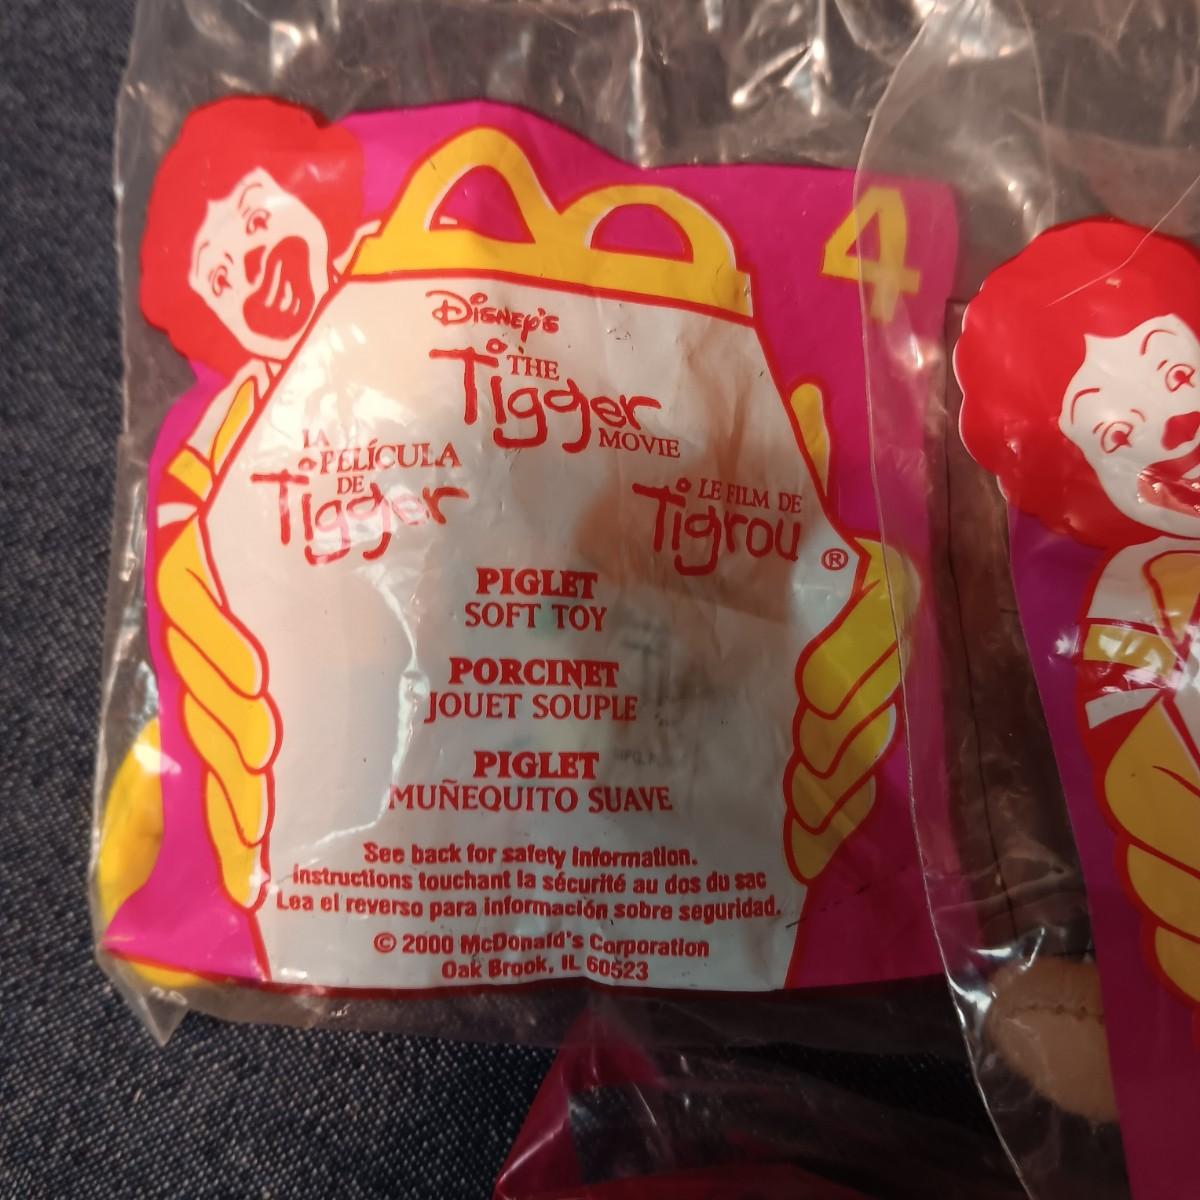 4
Disney's
THE
Tigger
MOVIE
LA
PELÍCULA
DE
Tigger
LE FILM DE
Tigrou
®
PIGLET
SOFT TOY
PORCINET
JOUET SOUPLE
PIGLET
MUÑEQUITO SUAVE
See back for safety information.
instructions touchant la sécurité au dos du sac
Lea el reverso para información sobre seguridad.
© 2000 McDonald's Corporation
Oak Brook, IL 60523